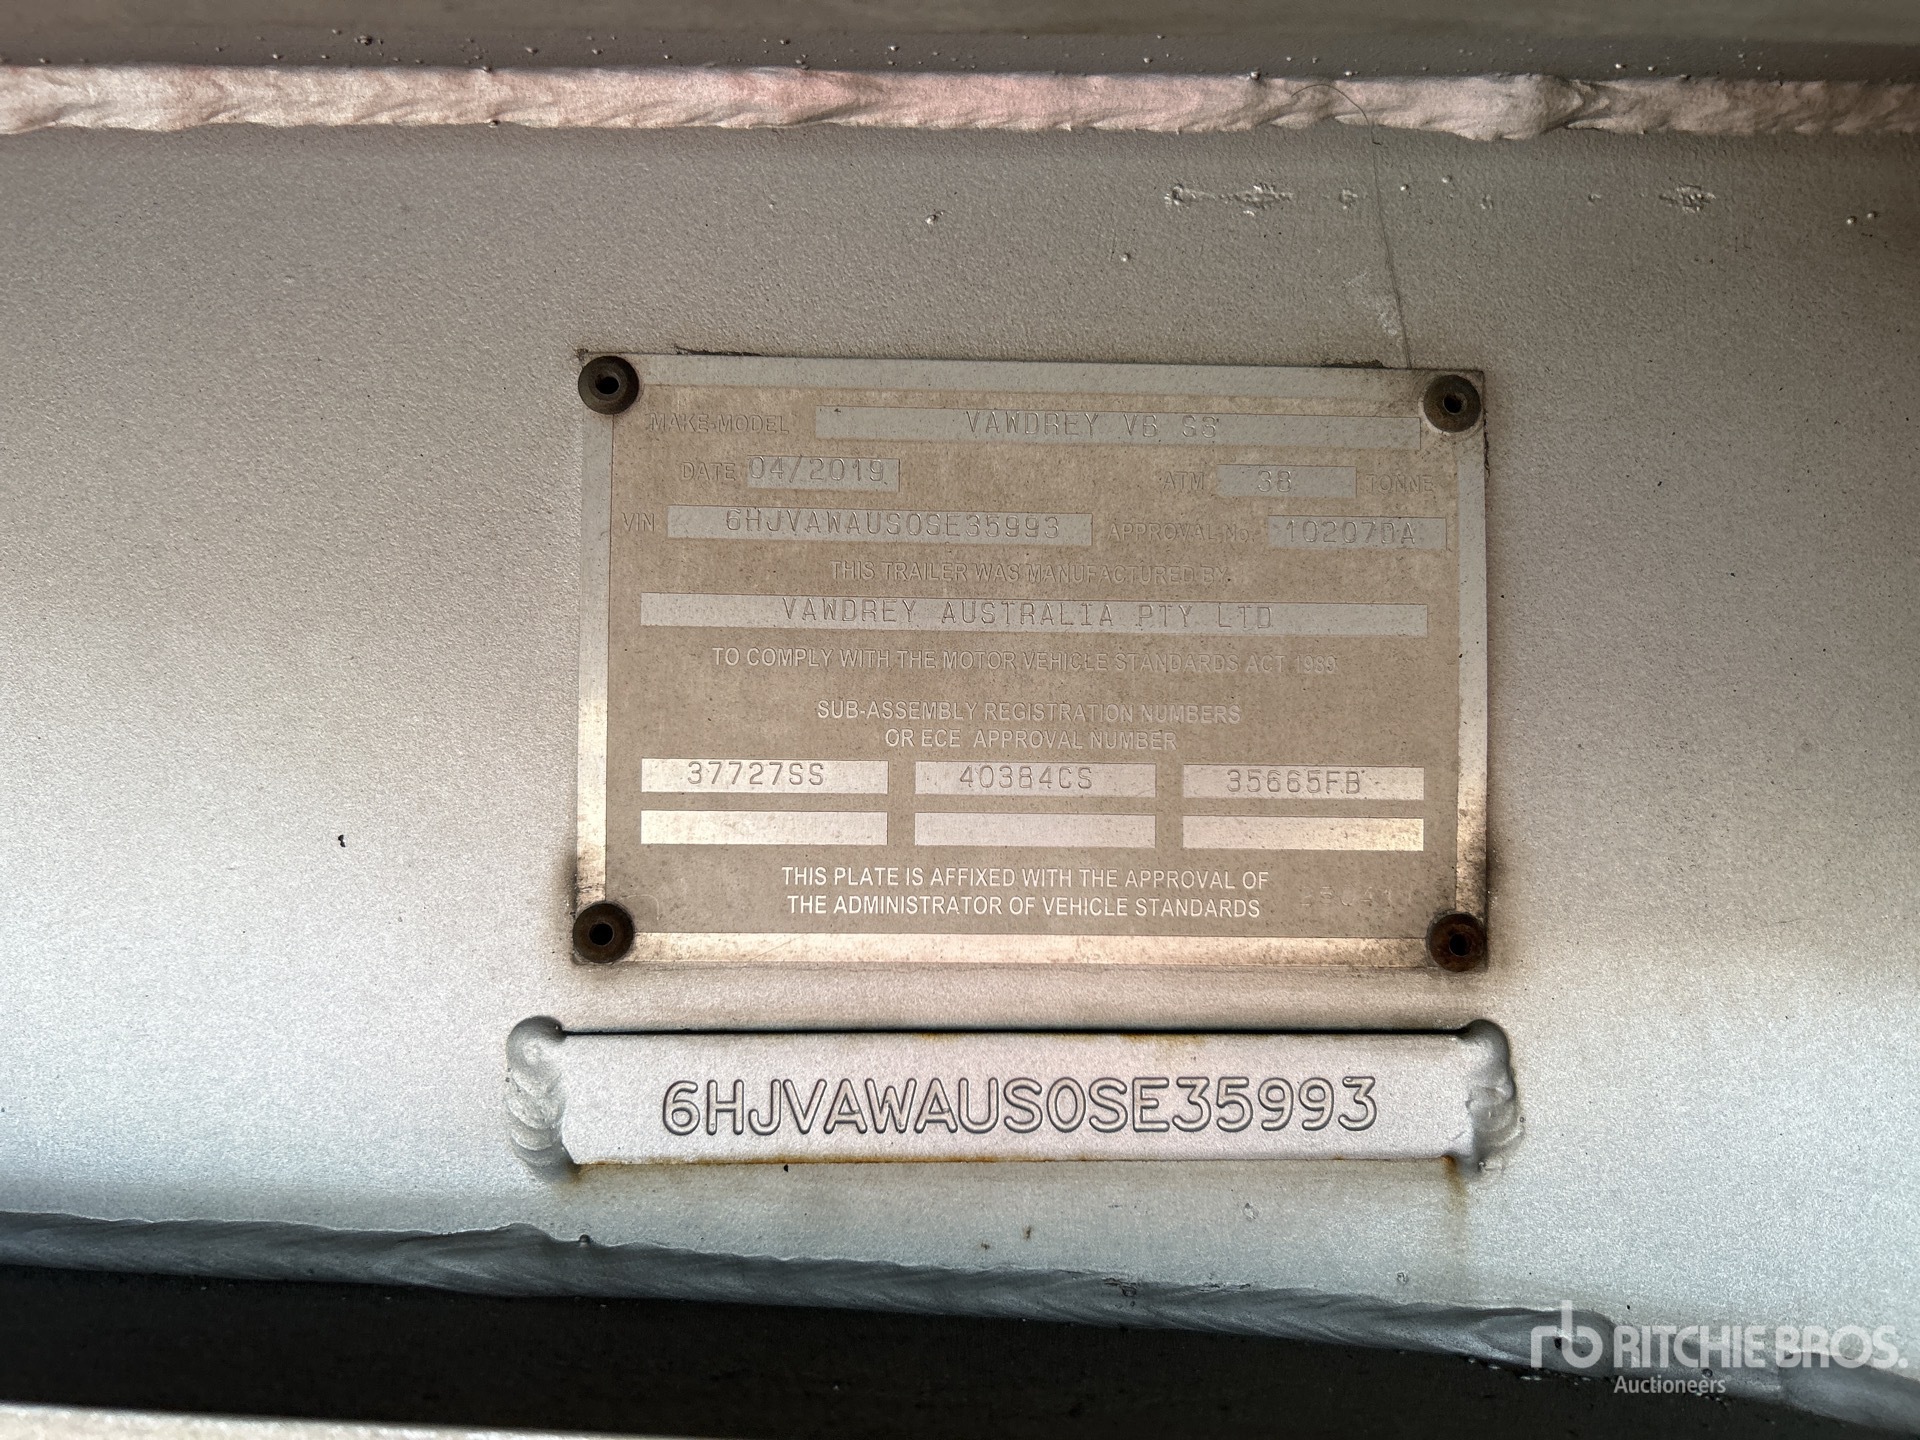 MAKE-MODEL VAWDREY VB SS
DATE 04/2019 ATM 38 TONNE
VIN 6HJVAWAUS0SE35993 APPROVAL No. 10207DA
THIS TRAILER WAS MANUFACTURED BY
VAWDREY AUSTRALIA PTY LTD
TO COMPLY WITH THE MOTOR VEHICLE STANDARDS ACT 1989
SUB-ASSEMBLY REGISTRATION NUMBERS
OR ECE APPROVAL NUMBER
37727SS 40384CS 35665FB
THIS PLATE IS AFFIXED WITH THE APPROVAL OF
THE ADMINISTRATOR OF VEHICLE STANDARDS
6HJVAWAUS0SE35993
rb RITCHIE BROS.
Auctioneers